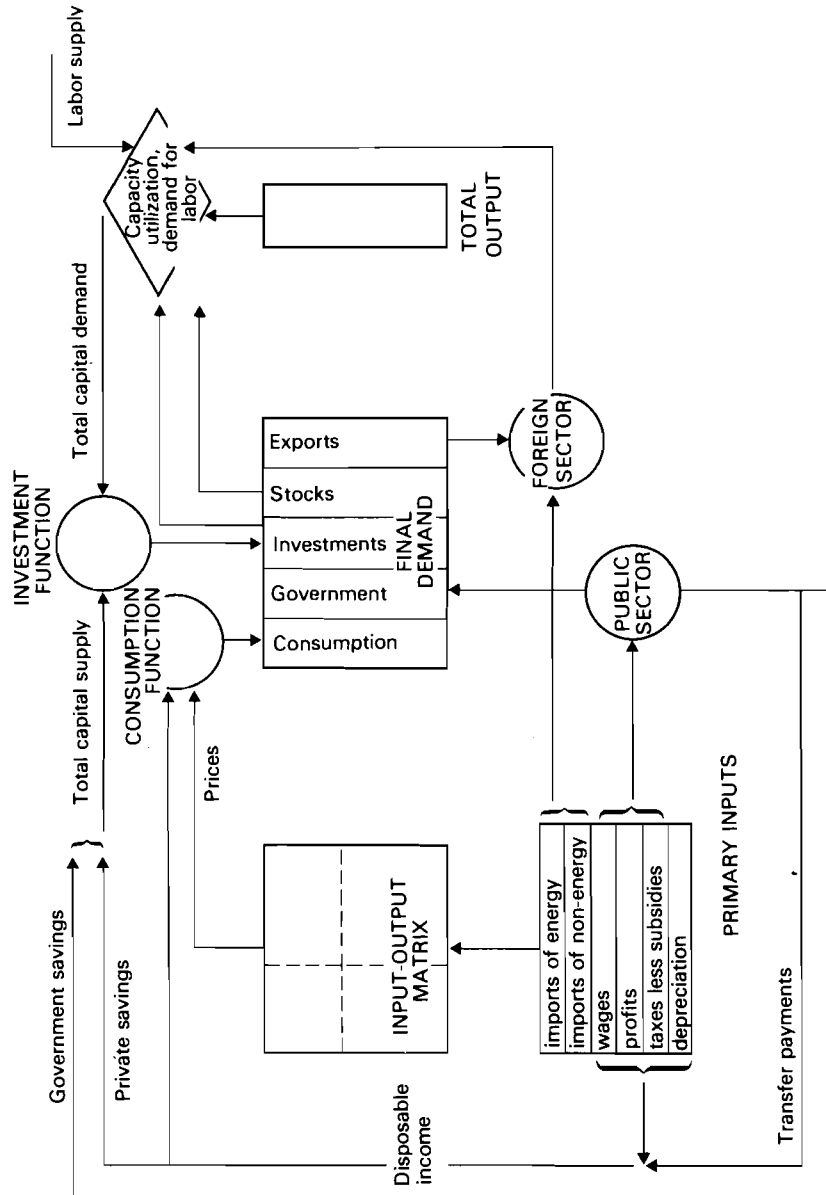 Government savings
Private savings
Total capital supply
INVESTMENT
FUNCTION
Total capital demand
Labor supply
CONSUMPTION
FUNCTION
Prices
Capacity
utilization,
demand for
labor
Disposable
income
INPUT-OUTPUT
MATRIX
Consumption
Government
Investments
Stocks
Exports
FINAL
DEMAND
TOTAL
OUTPUT
imports of energy
imports of non-energy
wages
profits
taxes less subsidies
depreciation
PRIMARY INPUTS
PUBLIC
SECTOR
FOREIGN
SECTOR
Transfer payments